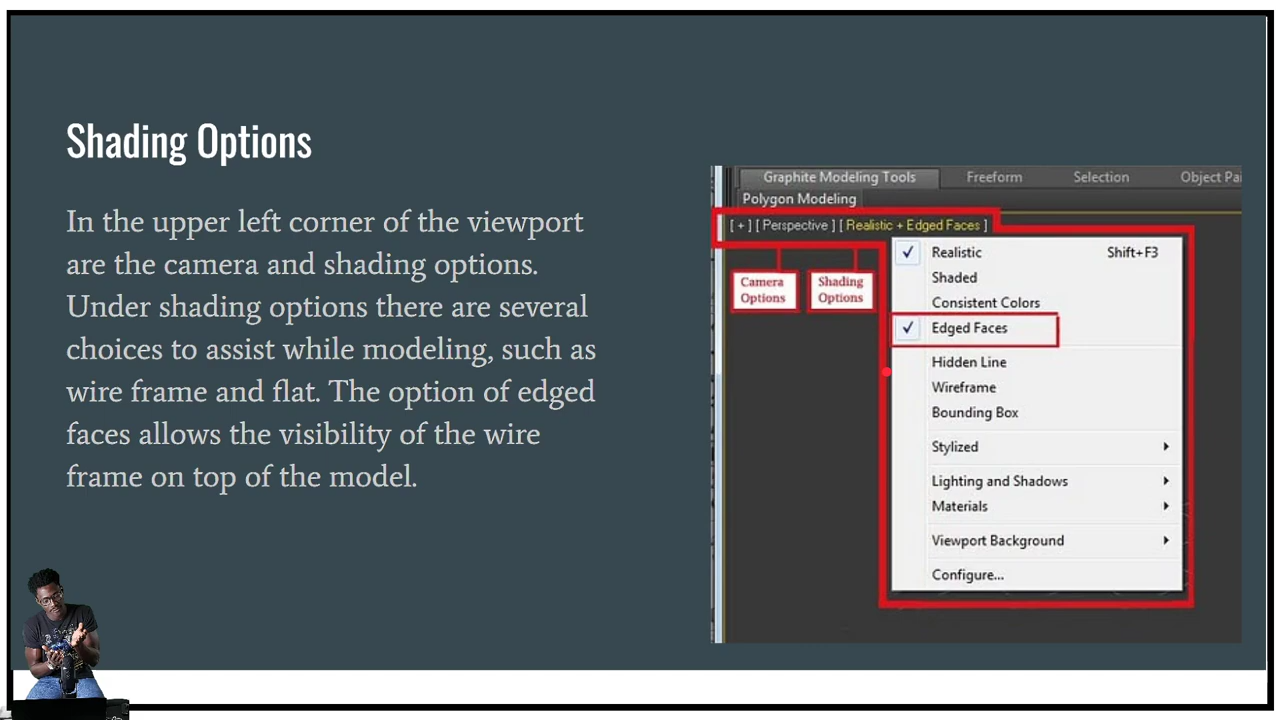 Shading Options
In the upper left corner of the viewport
are the camera and shading options.
Under shading options there are several
choices to assist while modeling, such as
wire frame and flat. The option of edged
faces allows the visibility of the wire
frame on top of the model.
Graphite Modeling Tools Freeform Selection Object Pai
Polygon Modeling
[ + ] [ Perspective ] [ Realistic + Edged Faces ]
Camera
Options
Shading
Options
Realistic Shift+F3
Shaded
Consistent Colors
Edged Faces
Hidden Line
Wireframe
Bounding Box
Stylized
Lighting and Shadows
Materials
Viewport Background
Configure...